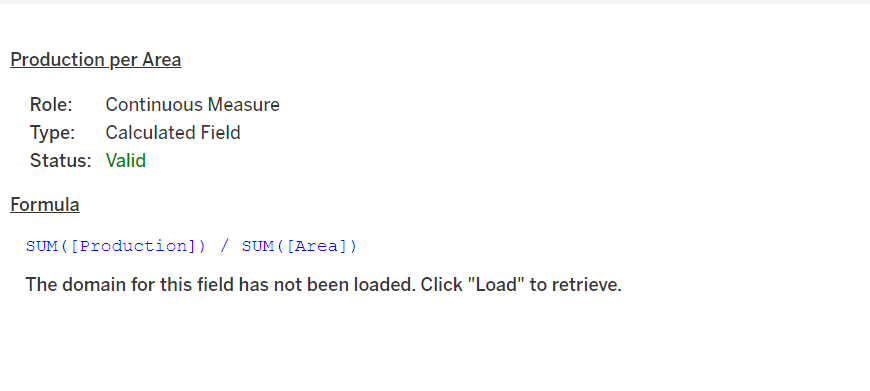 Production per Area
Role: Continuous Measure
Type: Calculated Field
Status: Valid
Formula
SUM([Production]) / SUM([Area])
The domain for this field has not been loaded. Click "Load" to retrieve.